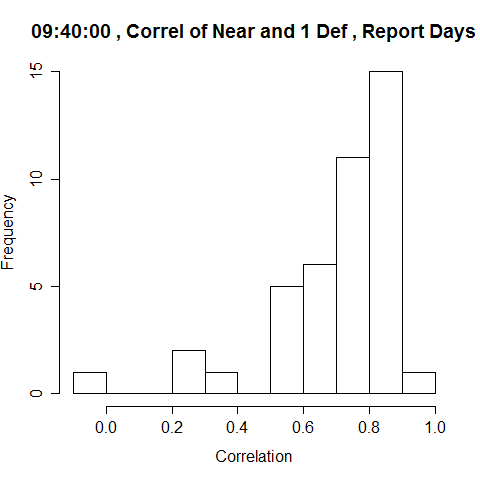 09:40:00 , Correl of Near and 1 Def , Report Days
Frequency
15
10
5
0
0.0 0.2 0.4 0.6 0.8 1.0
Correlation